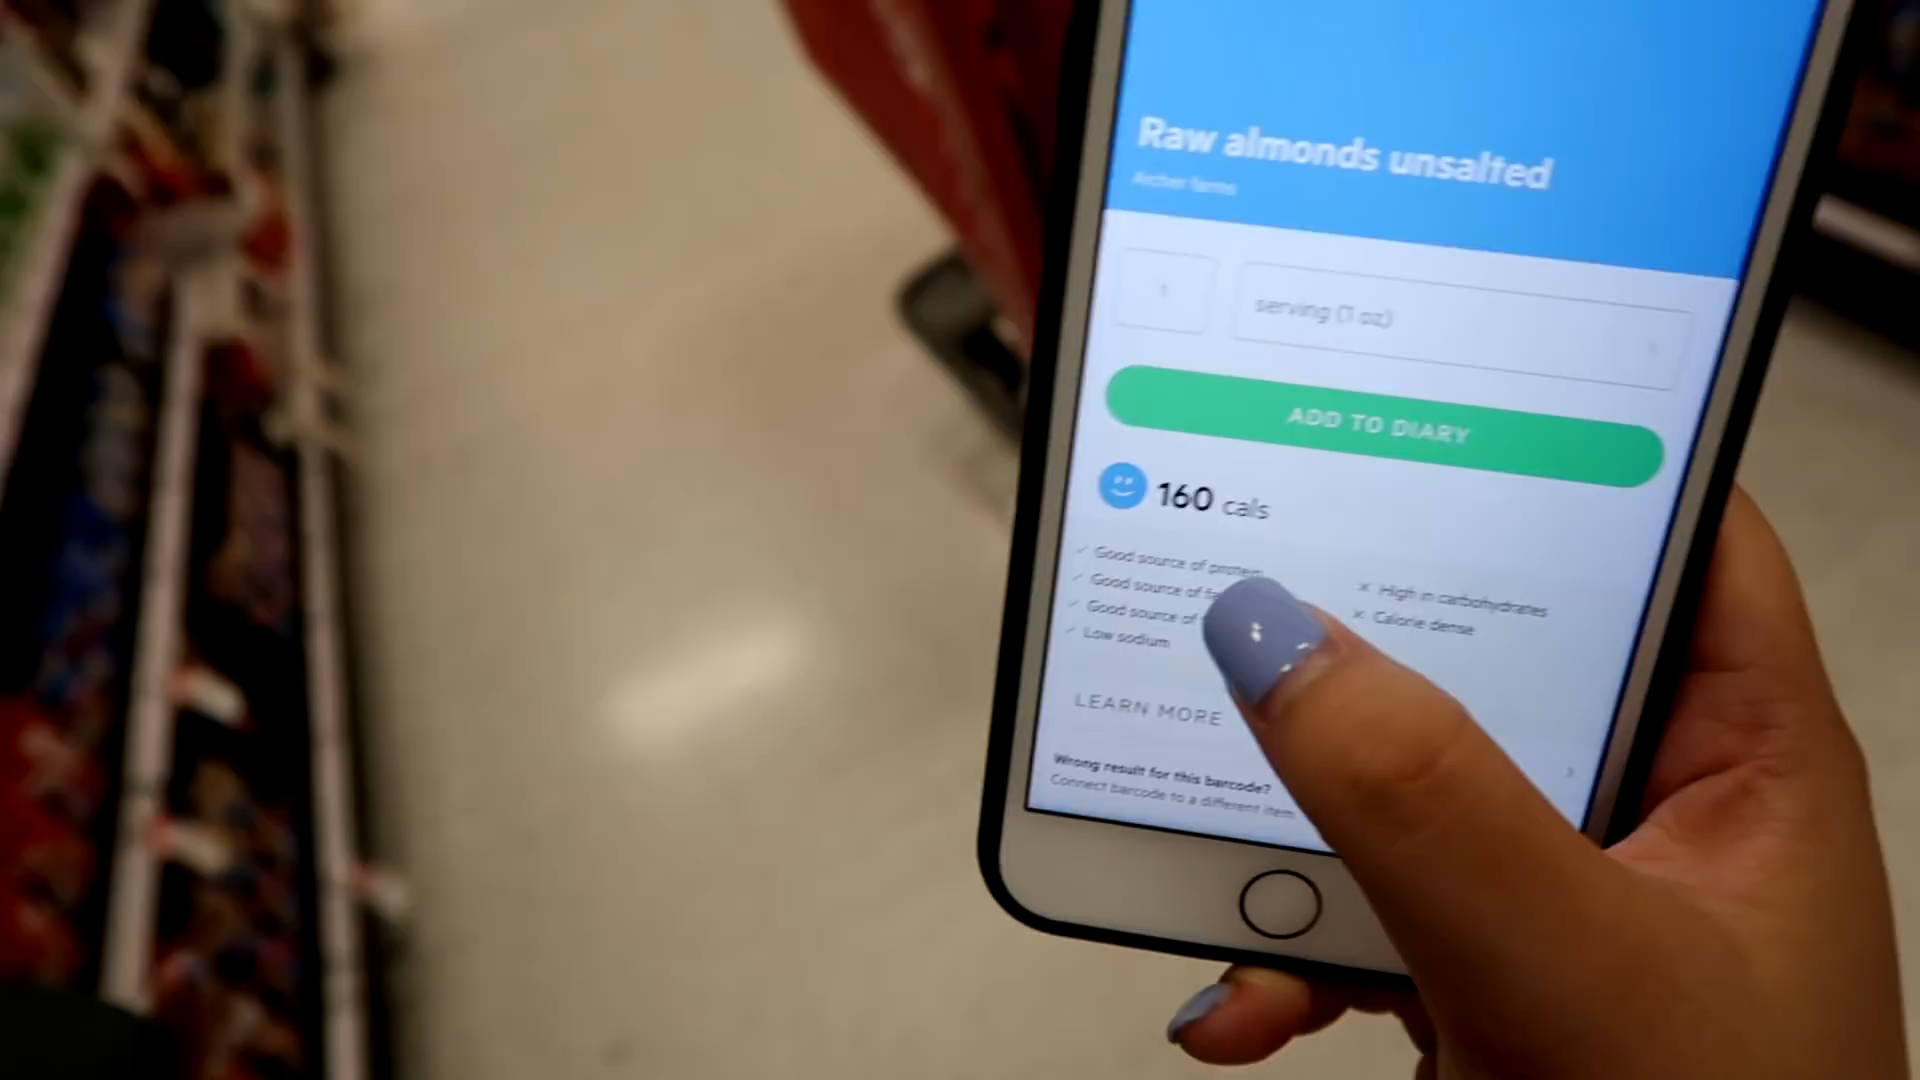 Raw almonds unsalted
Archer farms
1
serving (1 oz)
ADD TO DIARY
160 cals
✓ Good source of protein
✓ Good source of
✓ Good source of
✓ Low sodium
× High in carbohydrates
× Calorie dense
LEARN MORE
Wrong result for this barcode?
Connect barcode to a different item